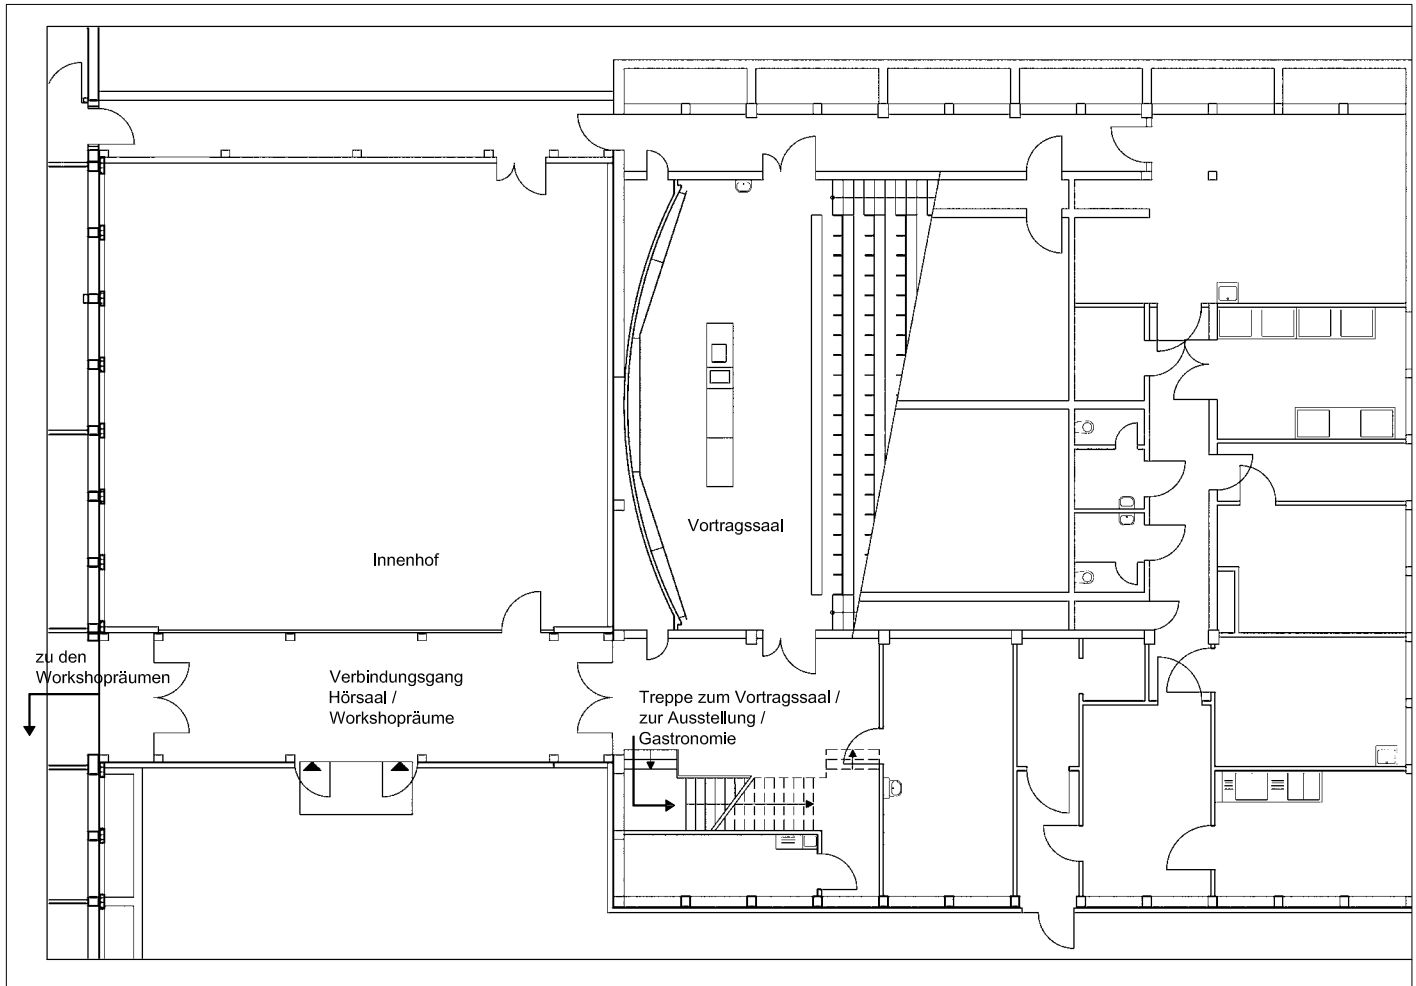 Vortragssaal
Innenhof
zu den
Workshopräumen
Verbindungsgang
Hörsaal /
Workshopräume
Treppe zum Vortragssaal /
zur Ausstellung /
Gastronomie